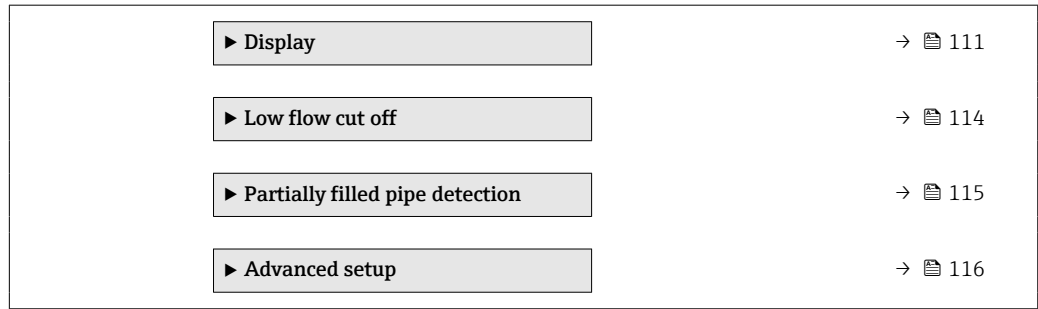 ▶ Display → 111
▶ Low flow cut off → 114
▶ Partially filled pipe detection → 115
▶ Advanced setup → 116